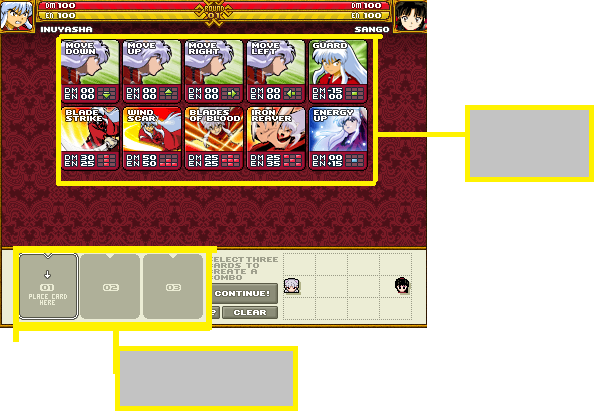 DM 100
ROUND
01
DM 100
EN 100
EN 100
INUYASHA
SANGO
MOVE DOWN
MOVE UP
MOVE RIGHT
MOVE LEFT
GUARD
DM 00
EN 00
DM 00
EN 00
DM 00
EN 00
DM 00
EN 00
DM -15
EN 00
BLADE STRIKE
WIND SCAR
BLADES OF BLOOD
IRON REAVER
ENERGY UP
DM 30
EN 25
DM 50
EN 50
DM 25
EN 25
DM 25
EN 35
DM 00
EN +15
01
PLACE CARD
HERE
02
03
ELECT THREE
CARDS TO
CREATE A
COMBO
CONTINUE!
?
CLEAR